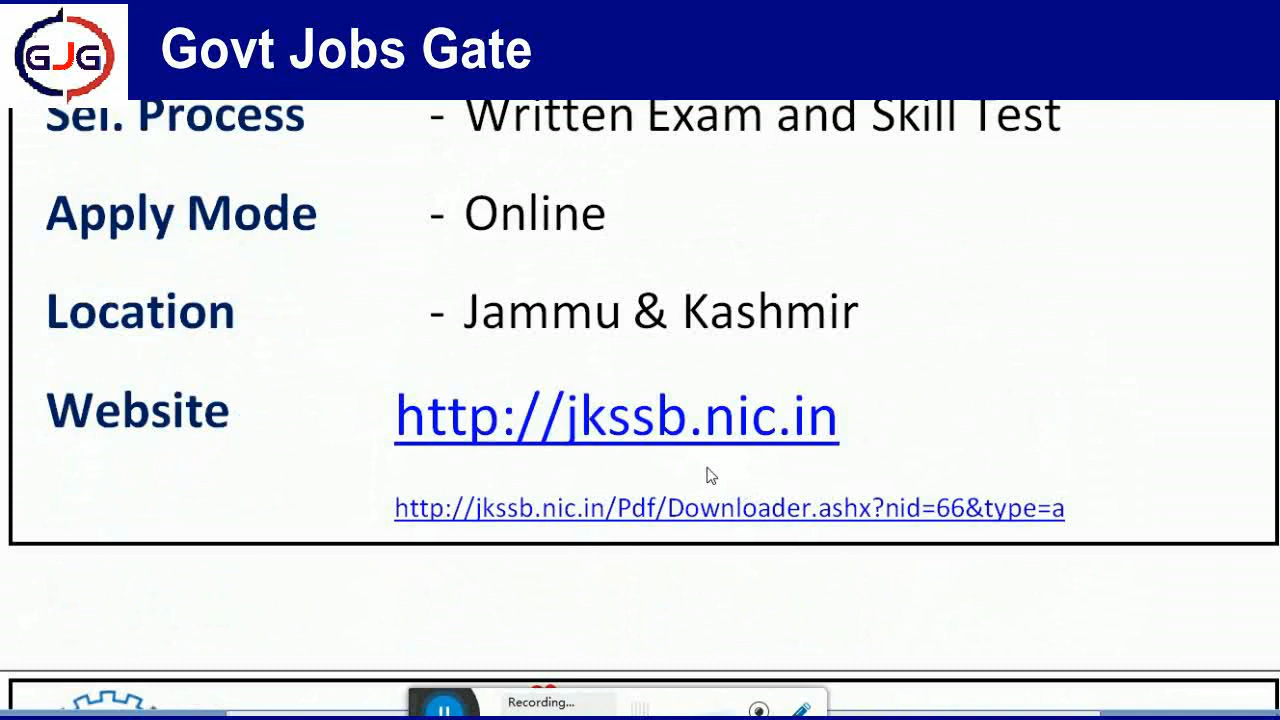 GJG
Govt Jobs Gate
Sel. Process - Written Exam and Skill Test
Apply Mode - Online
Location - Jammu & Kashmir
Website http://jkssb.nic.in
http://jkssb.nic.in/Pdf/Downloader.ashx?nid=66&type=a
Recording...